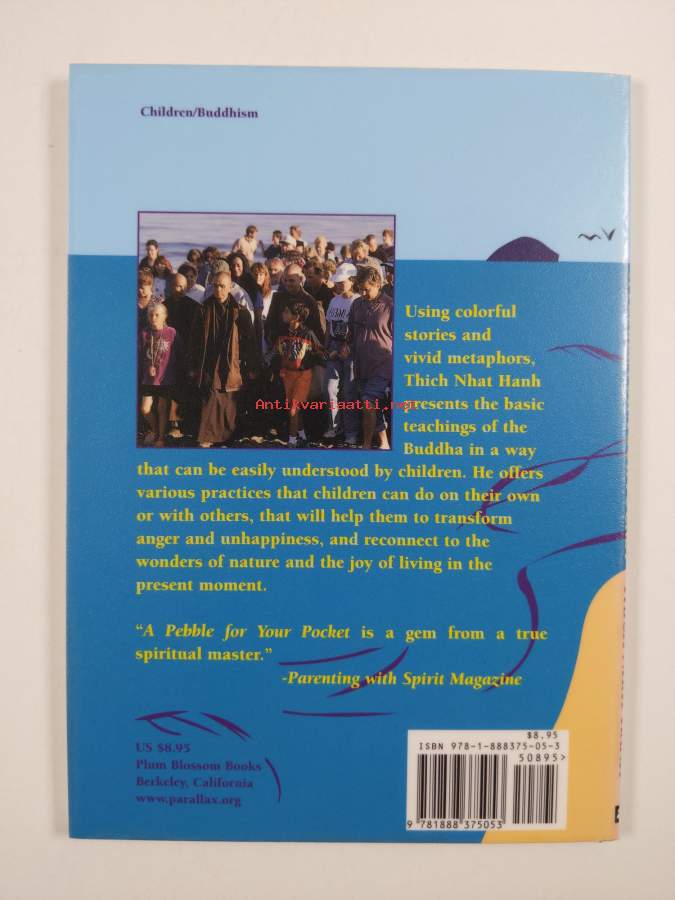 Children/Buddhism
Antikvariaatti.net
Using colorful
stories and
vivid metaphors,
Thich Nhat Hanh
presents the basic
teachings of the
Buddha in a way
that can be easily understood by children. He offers
various practices that children can do on their own
or with others, that will help them to transform
anger and unhappiness, and reconnect to the
wonders of nature and the joy of living in the
present moment.
“A Pebble for Your Pocket is a gem from a true
spiritual master.”
-Parenting with Spirit Magazine
US $8.95
Plum Blossom Books
Berkeley, California
www.parallax.org
$8.95
ISBN 978-1-888375-05-3
50895>
9 781888 375053